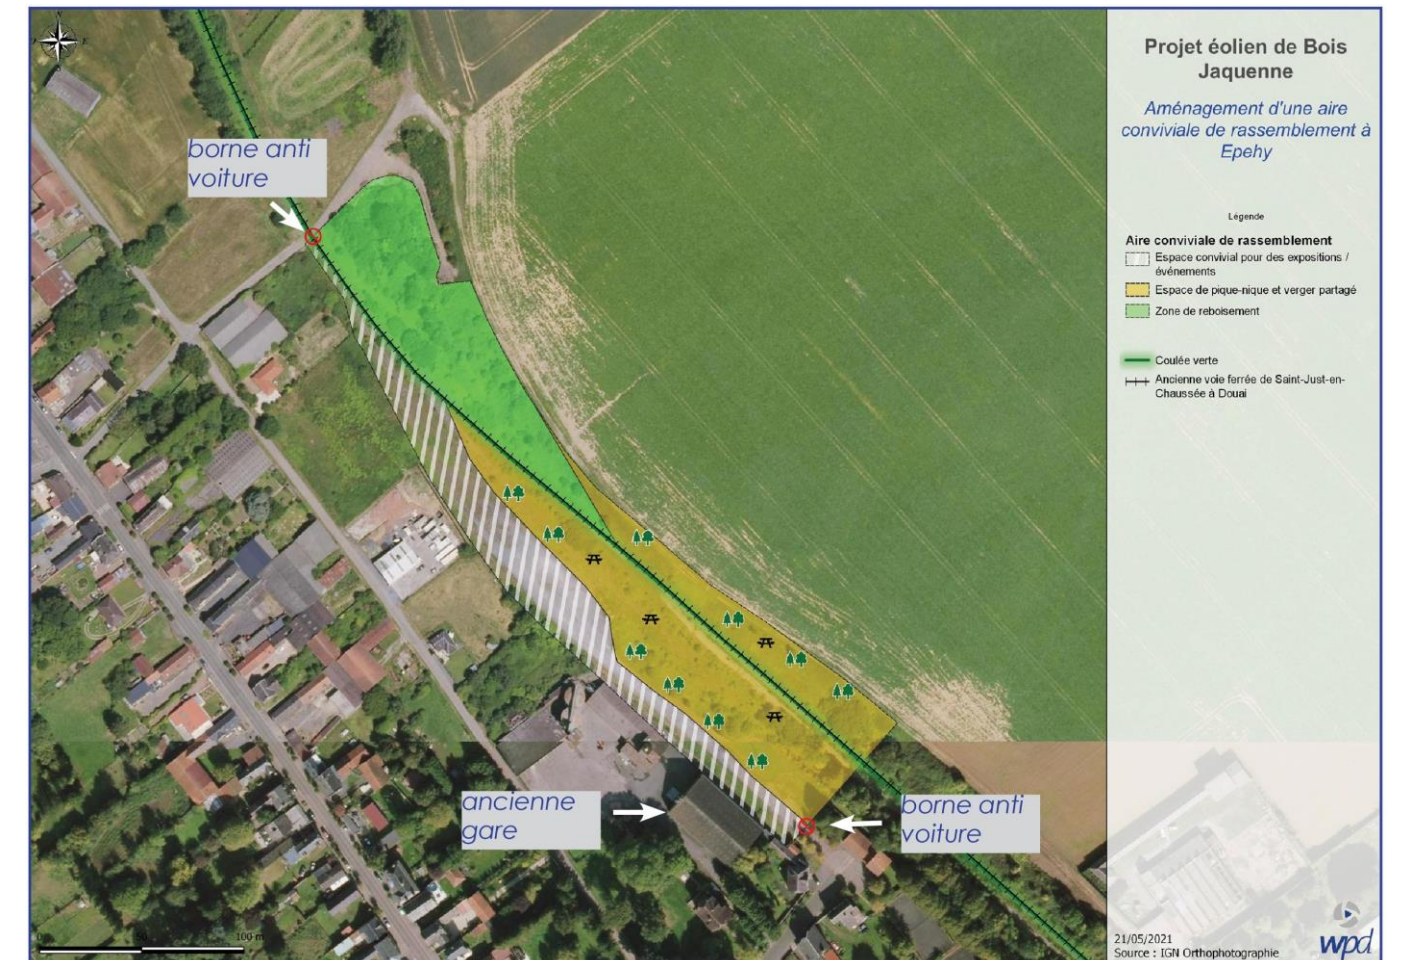 borne anti
voiture
ancienne
gare
borne anti
voiture
100 m
Projet éolien de Bois
Jaquenne
Aménagement d'une aire
conviviale de rassemblement à
Epehy
Légende
Aire conviviale de rassemblement
Espace convivial pour des expositions /
événements
Espace de pique-nique et verger partagé
Zone de reboisement
Coulée verte
Ancienne voie ferrée de Saint-Just-en-
Chaussée à Douai
21/05/2021
Source : IGN Orthophotographie
wpd